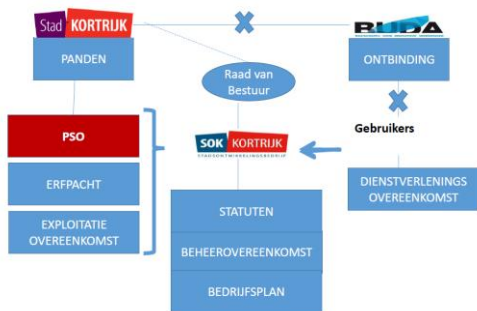 Stad KORTRIJK
BUDA
PANDEN
ONTBINDING
Raad van
Bestuur
Gebruikers
PSO
SOK KORTRIJK
STADSONTWIKKELINGSBEDRIJF
ERFPACHT
EXPLOITATIE
OVEREENKOMST
STATUTEN
BEHEEROVEREENKOMST
BEDRIJFSPLAN
DIENSTVERLENINGS
OVEREENKOMST